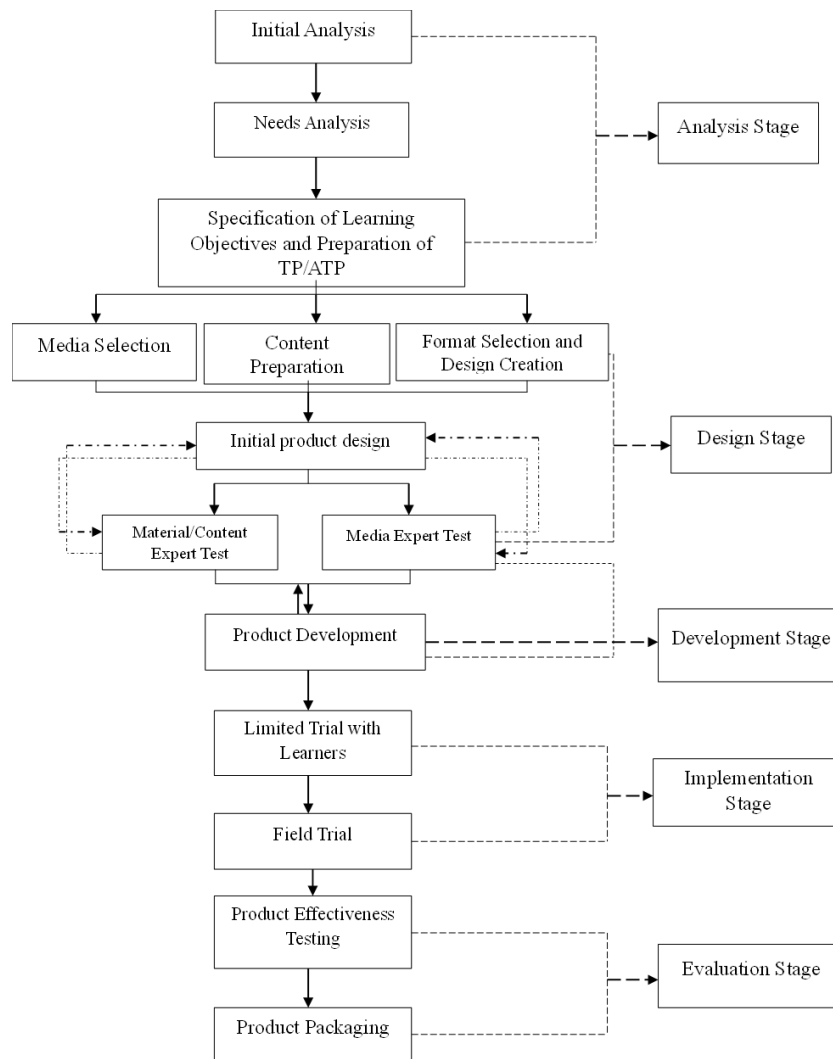 Initial Analysis
Needs Analysis
Analysis Stage
Specification of Learning
Objectives and Preparation of
TP/ATP
Media Selection
Content
Preparation
Format Selection and
Design Creation
Initial product design
Design Stage
Material/Content
Expert Test
Media Expert Test
Product Development
Development Stage
Limited Trial with
Learners
Implementation
Stage
Field Trial
Product Effectiveness
Testing
Evaluation Stage
Product Packaging